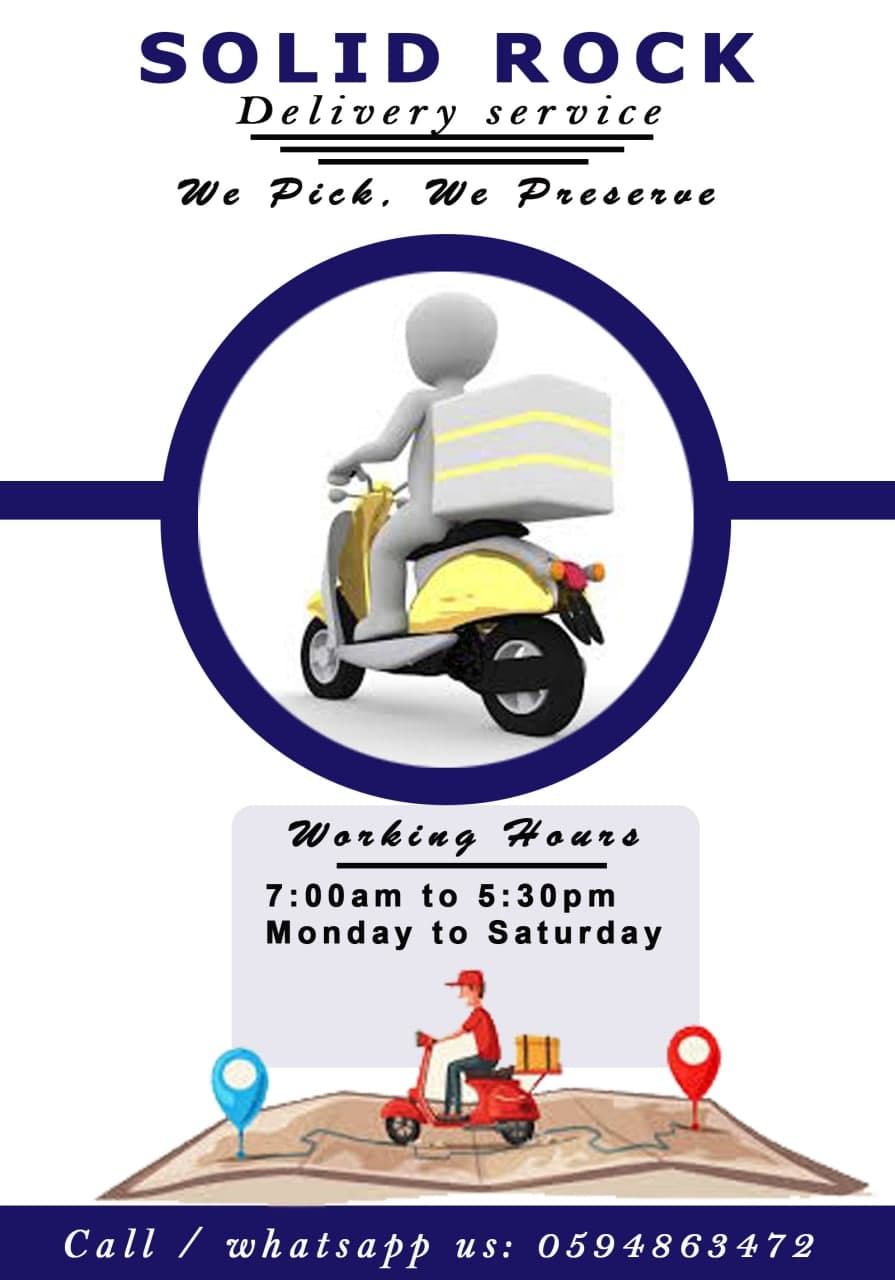 SOLID ROCK
Delivery service
We Pick, We Preserve
Working Hours
7:00am to 5:30pm
Monday to Saturday
Call / whatsapp us: 0594863472